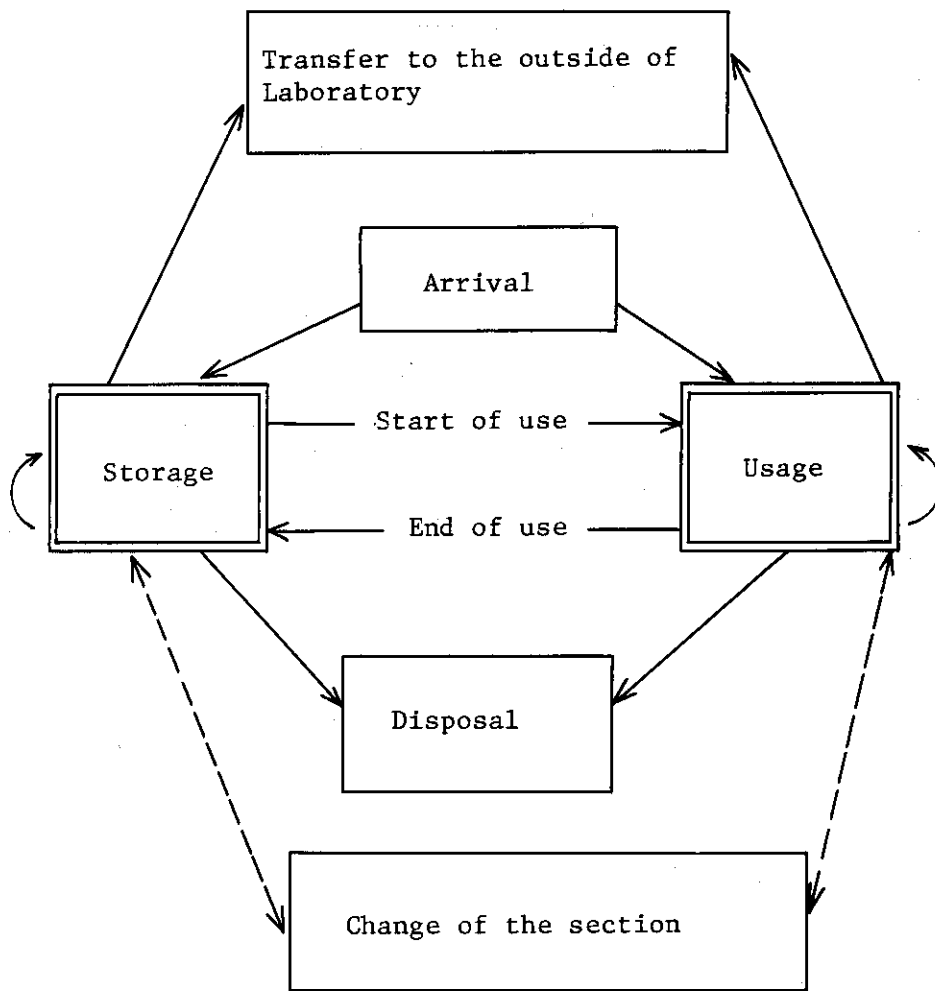 Transfer to the outside of
Laboratory
Arrival
Start of use
Storage
Usage
End of use
Disposal
Change of the section